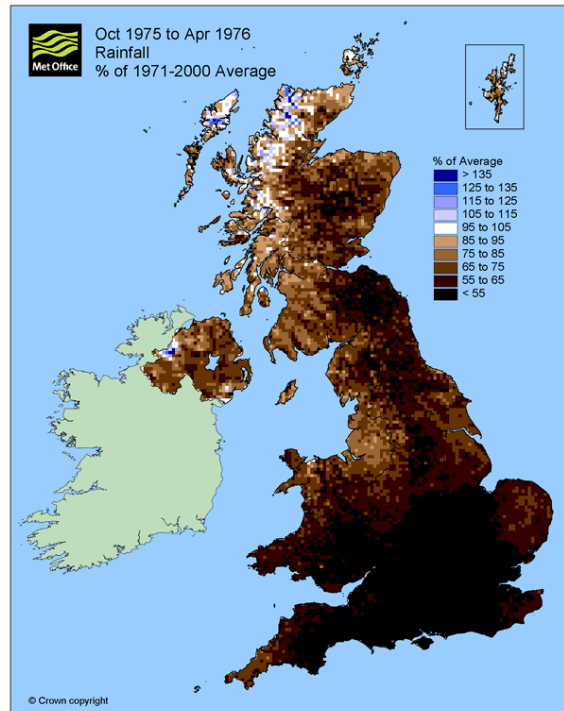 Met Office
Oct 1975 to Apr 1976
Rainfall
% of 1971-2000 Average
% of Average
> 135
125 to 135
115 to 125
105 to 115
95 to 105
85 to 95
75 to 85
65 to 75
55 to 65
< 55
© Crown copyright